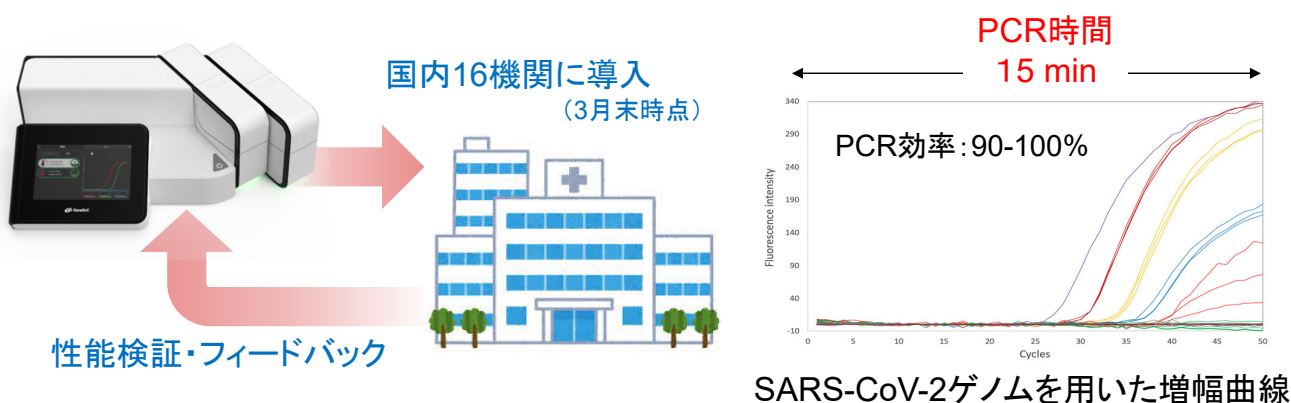 国内16機関に導入
（3月末時点）
性能検証・フィードバック
GeneSoC
PCR時間
15 min
PCR効率：90-100%
340
290
240
190
140
90
40
-10
Fluorescence intensity
0 5 10 15 20 25 30 35 40 45 50
Cycles
SARS-CoV-2ゲノムを用いた増幅曲線